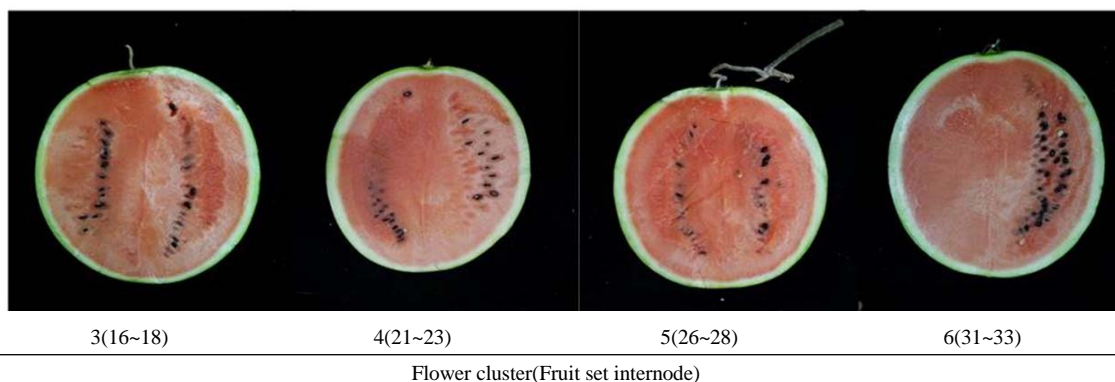 3(16~18) 4(21~23) 5(26~28) 6(31~33)
Flower cluster(Fruit set internode)